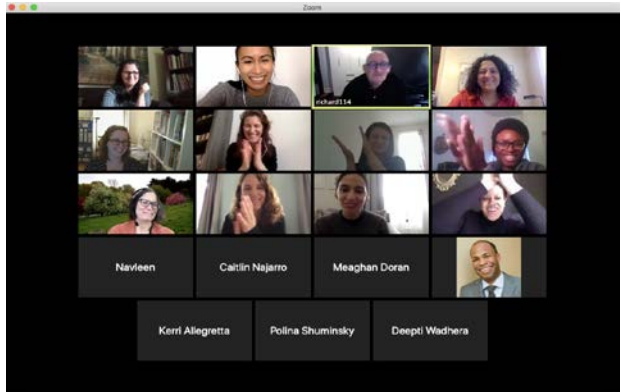 Zoom
richard114
Navleen
Caitlin Najarro
Meaghan Doran
Kerri Allegretta
Polina Shuminsky
Deepti Wadhera